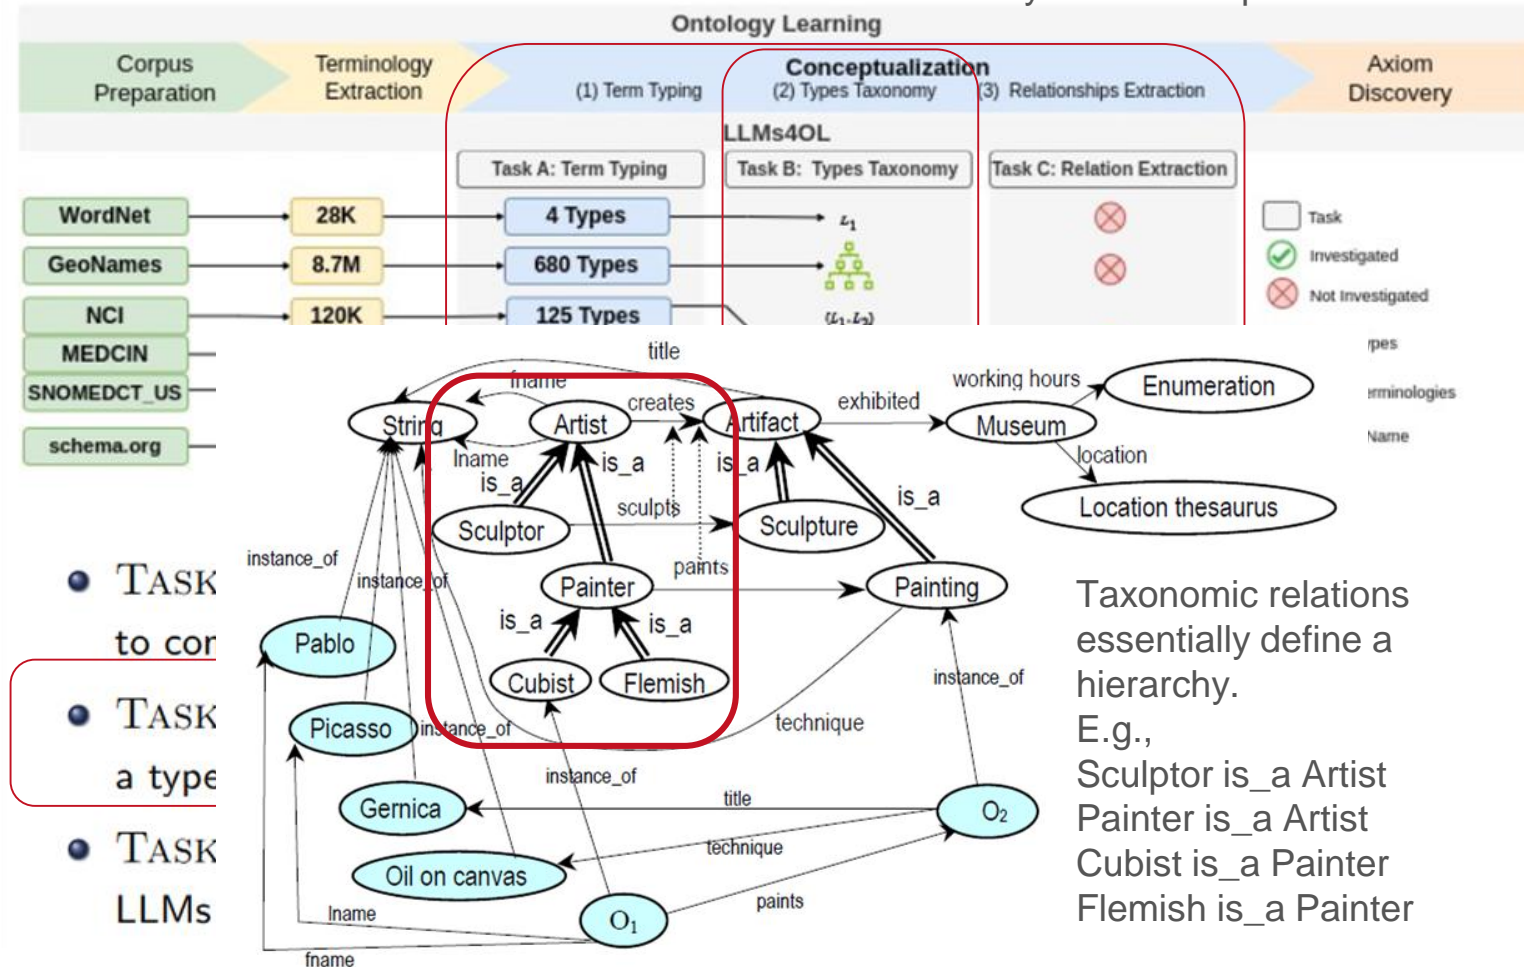 Ontology Learning
Corpus Preparation
Terminology Extraction
Conceptualization
(1) Term Typing
(2) Types Taxonomy
(3) Relationships Extraction
Axiom Discovery
LLMs4OL
Task A: Term Typing
Task B: Types Taxonomy
Task C: Relation Extraction
WordNet
28K
4 Types
L1
Task
GeoNames
8.7M
680 Types
Investigated
NCI
120K
125 Types
{L1-L3}
Not Investigated
MEDCIN
SNOMEDCT_US
schema.org
ypes
erminologies
Name
title
fname
creates
exhibited
working hours
Enumeration
String
Artist
Artifact
Museum
lname
is_a
is_a
is_a
location
is_a
Location thesaurus
Sculptor
sculpts
Sculpture
instance_of
instance_of
Painter
paints
Painting
is_a
is_a
Pablo
Cubist
Flemish
instance_of
Picasso
instance_of
technique
instance_of
Gernica
title
O2
technique
Oil on canvas
paints
lname
O1
fname
TASK
to cor
TASK
a type
TASK
LLMs
Taxonomic relations
essentially define a
hierarchy.
E.g.,
Sculptor is_a Artist
Painter is_a Artist
Cubist is_a Painter
Flemish is_a Painter